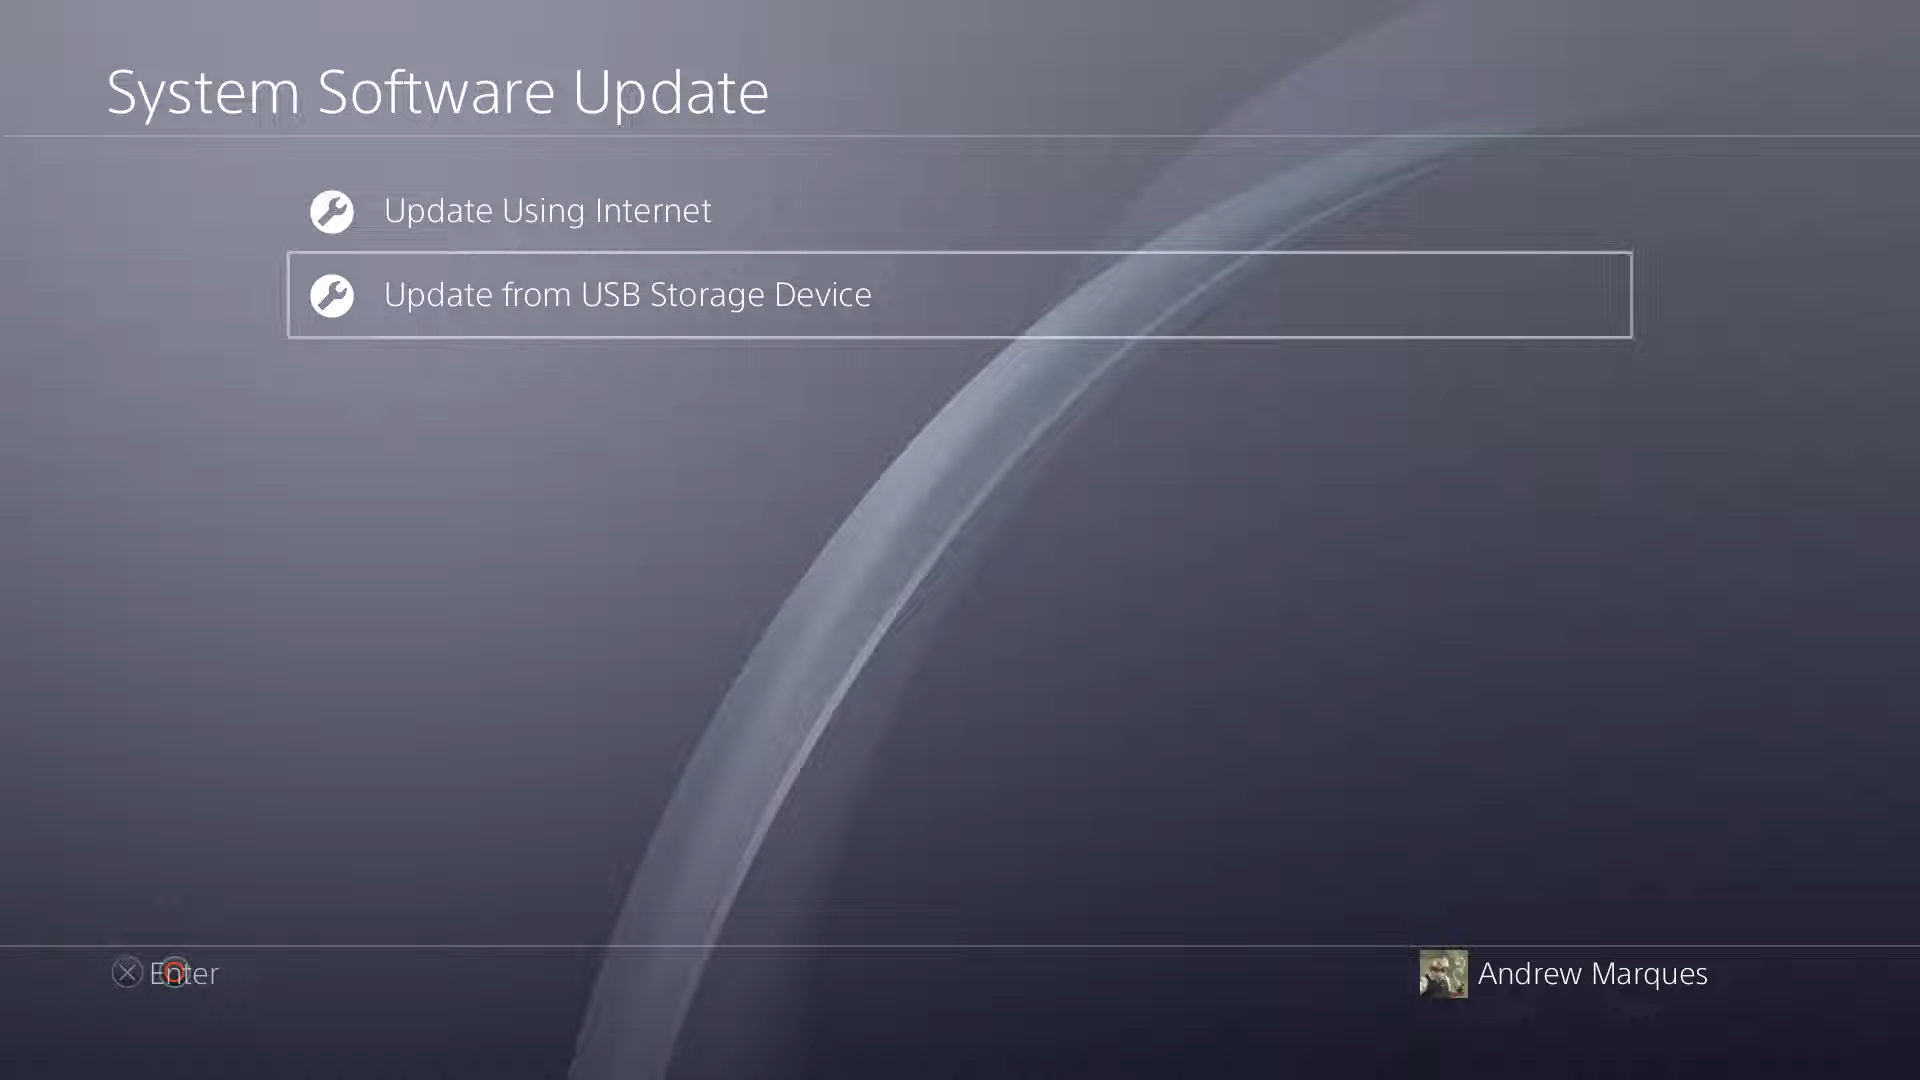 System Software Update
Update Using Internet
Update from USB Storage Device
Enter
Andrew Marques